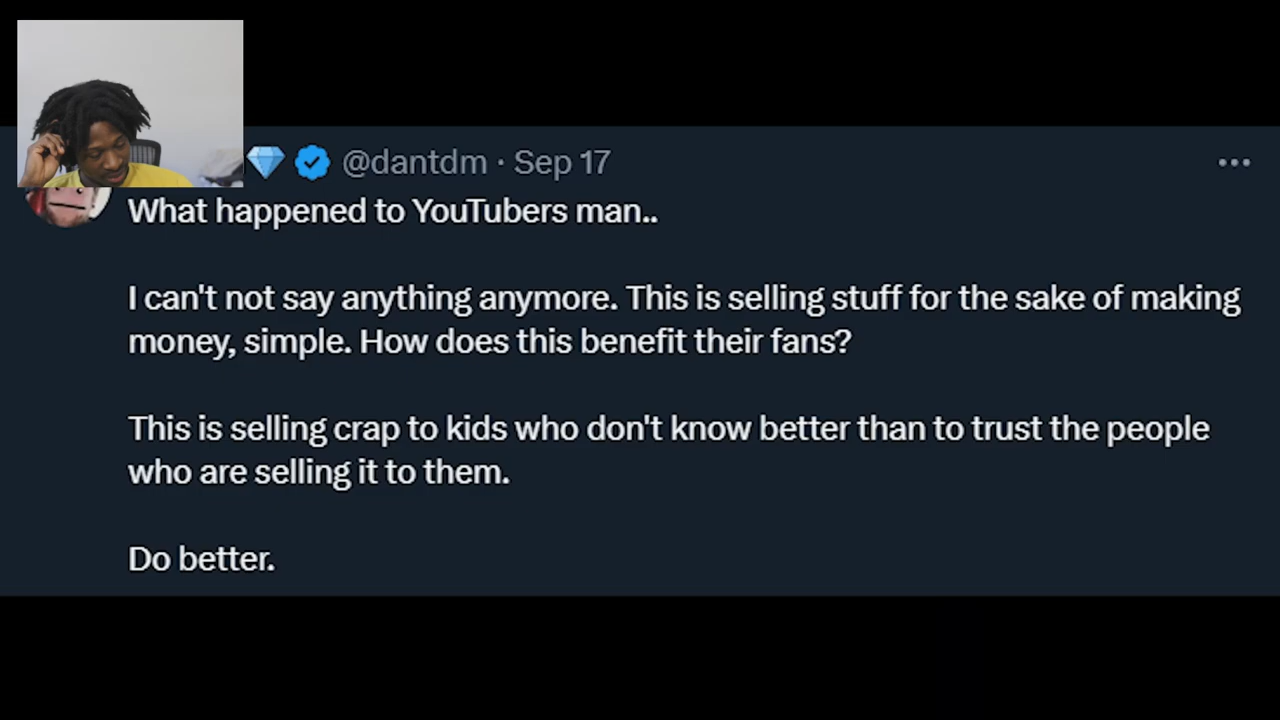 @dantdm · Sep 17
What happened to YouTubers man..
I can't not say anything anymore. This is selling stuff for the sake of making
money, simple. How does this benefit their fans?
This is selling crap to kids who don't know better than to trust the people
who are selling it to them.
Do better.